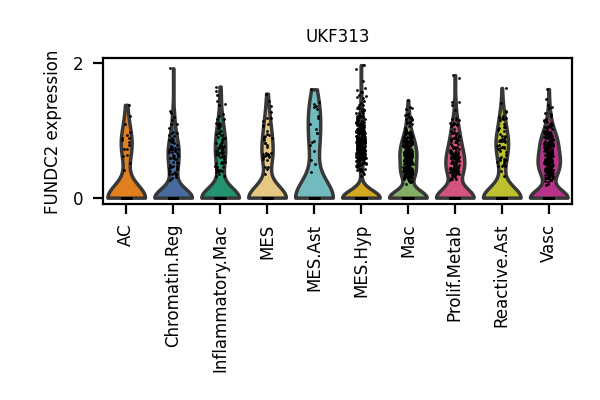 UKF313
FUNDC2 expression
2
0
AC
Chromatin.Reg
Inflammatory.Mac
MES
MES.Ast
MES.Hyp
Mac
Prolif.Metab
Reactive.Ast
Vasc